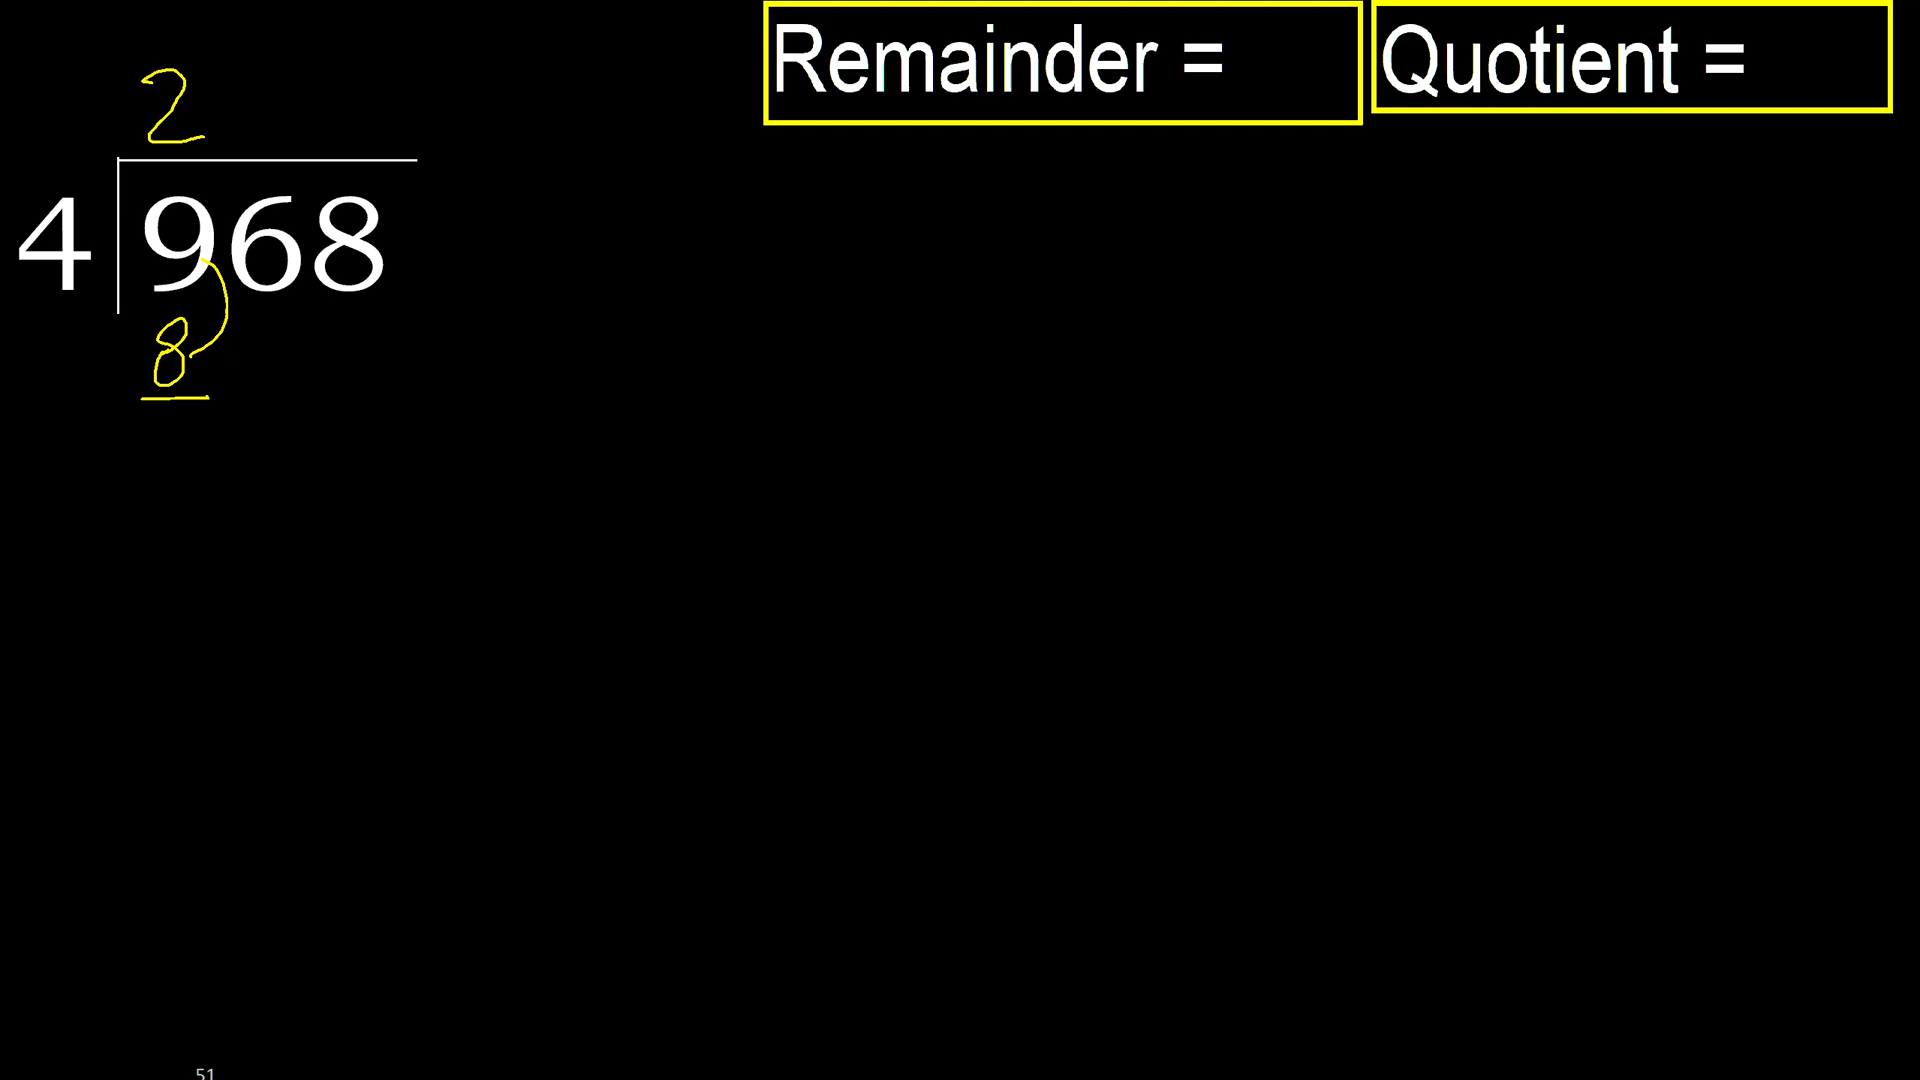 Remainder = Quotient =
2
4 968
8
51